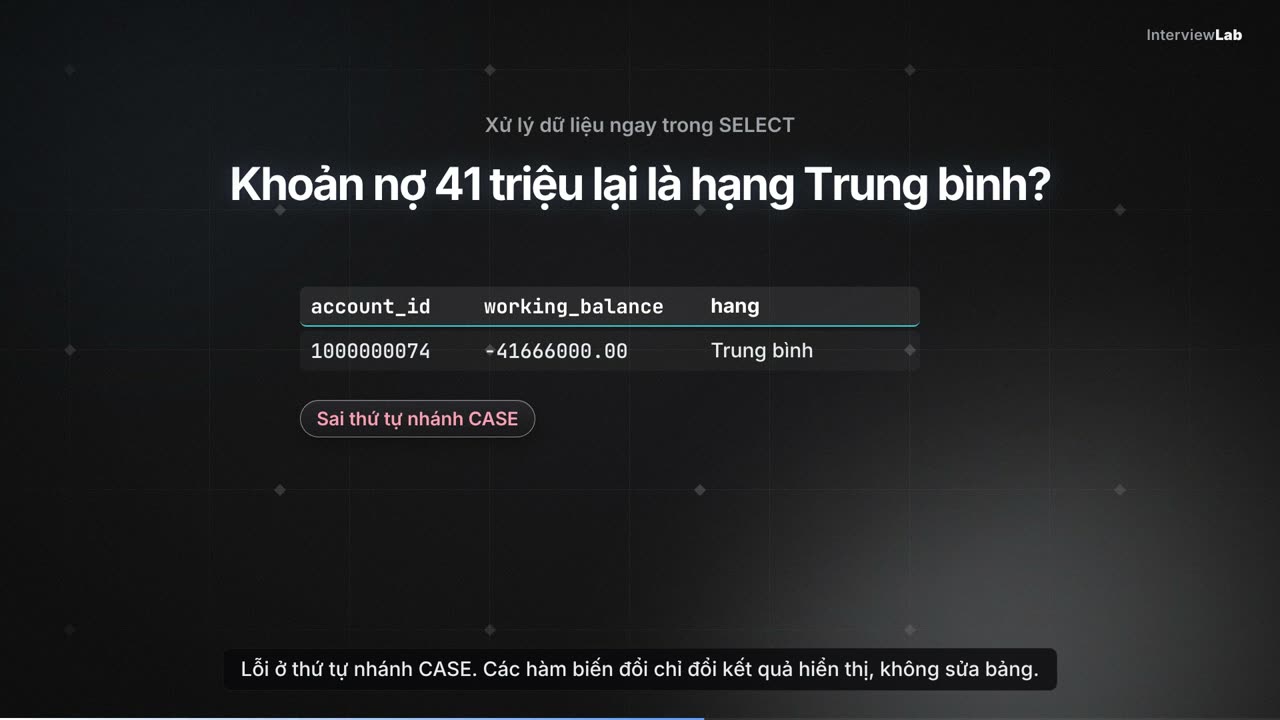 InterviewLab
Xử lý dữ liệu ngay trong SELECT
Khoản nợ 41 triệu lại là hạng Trung bình?
account_id working_balance hang
1000000074 -41666000.00 Trung bình
Sai thứ tự nhánh CASE
Lỗi ở thứ tự nhánh CASE. Các hàm biến đổi chỉ đổi kết quả hiển thị, không sửa bảng.